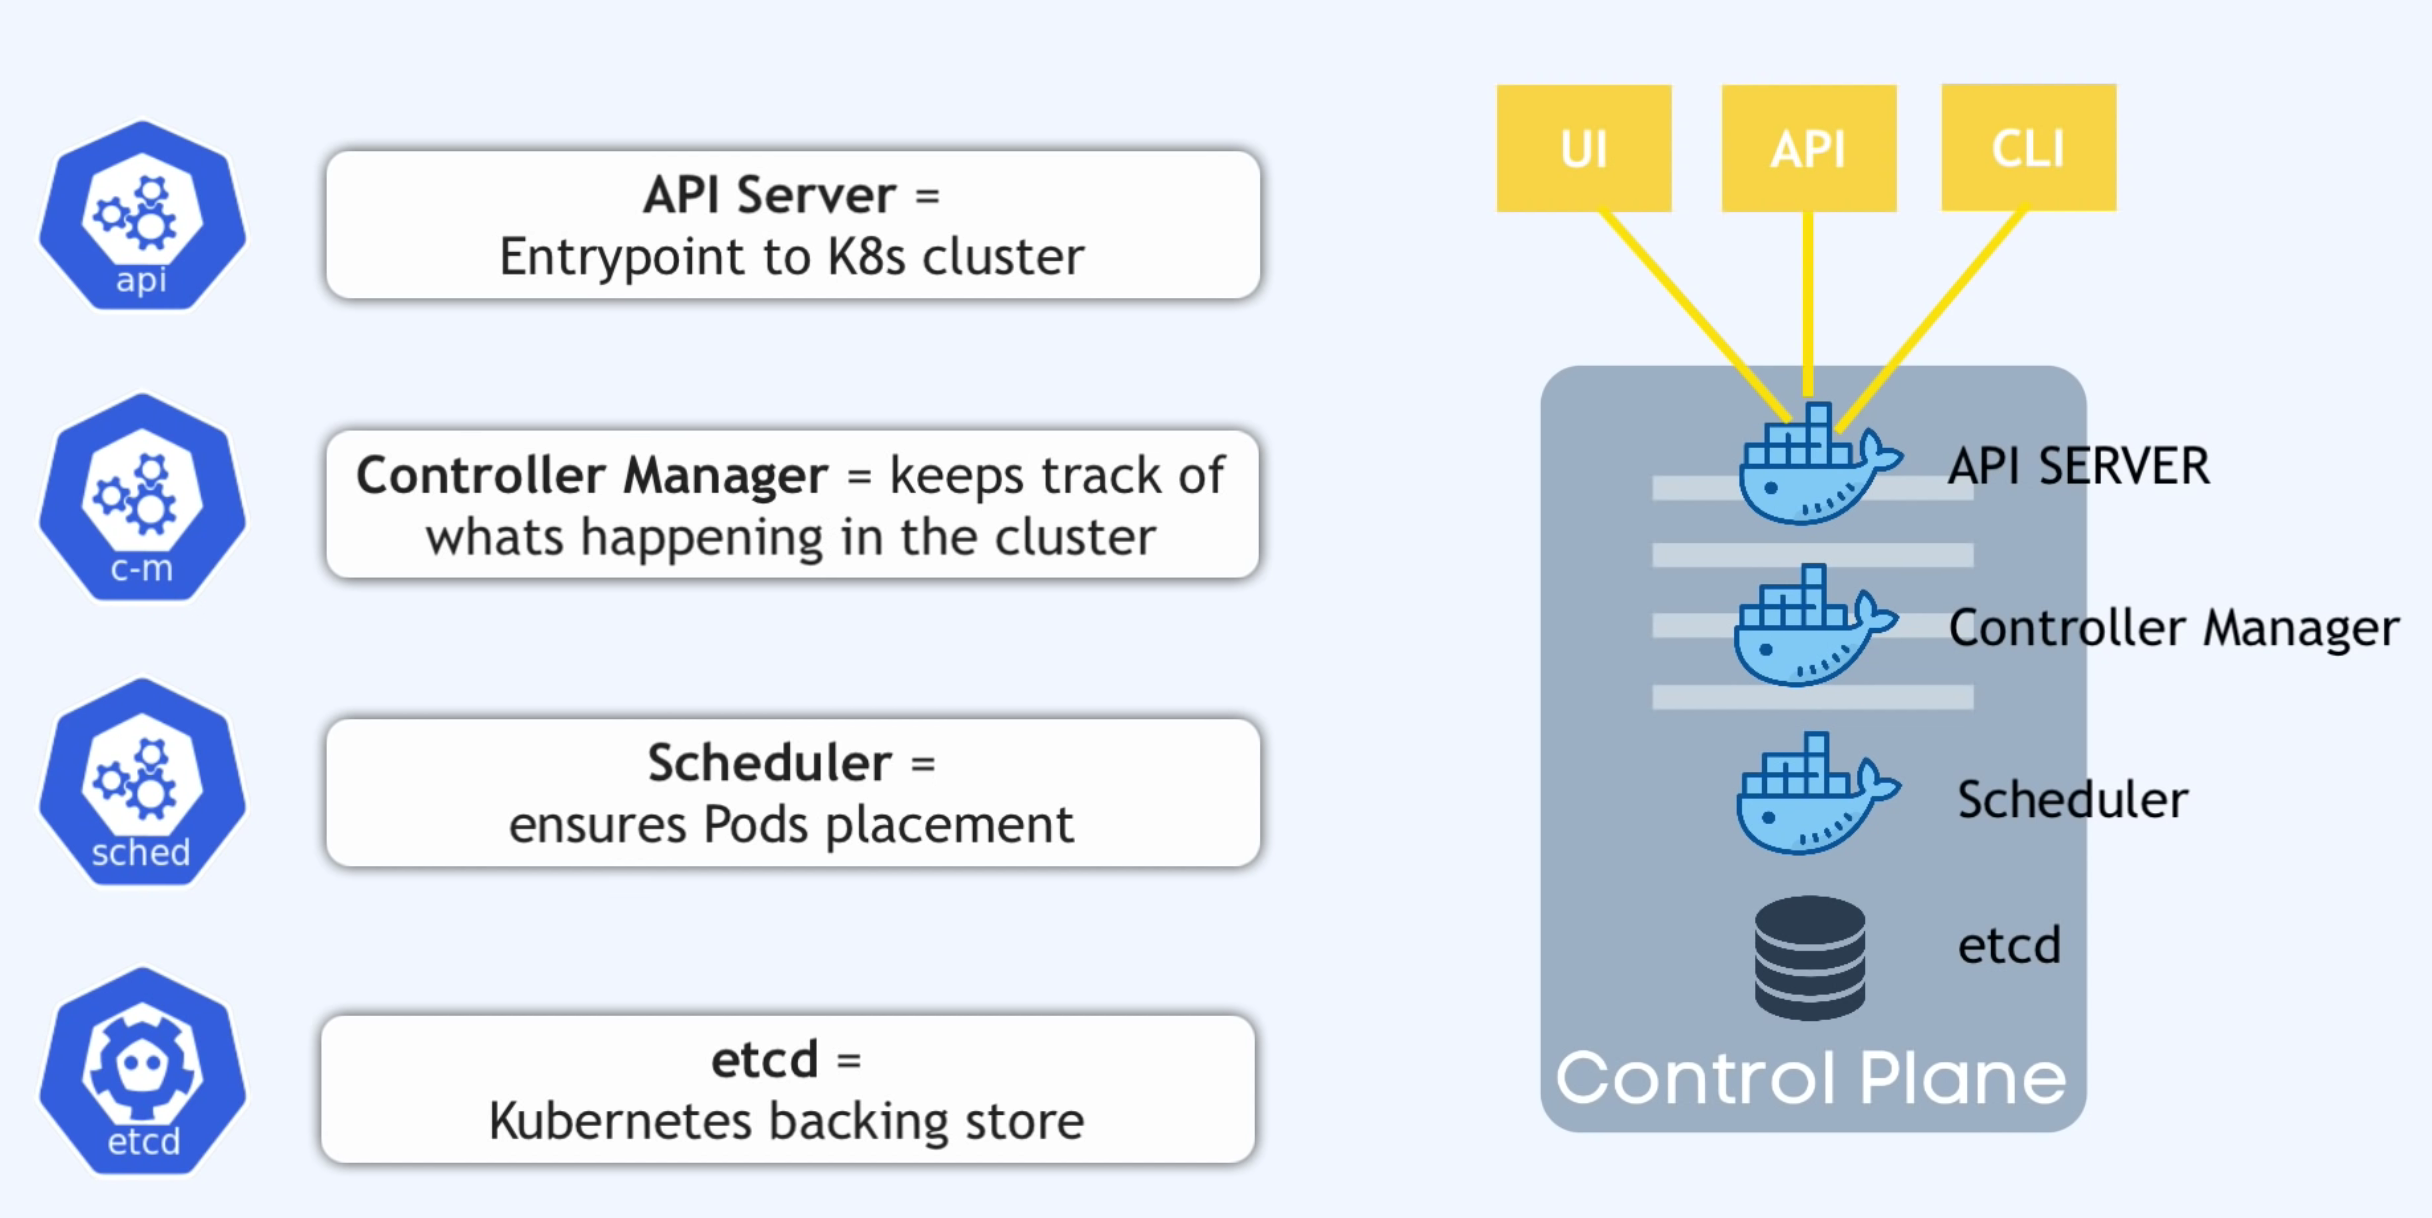 api
API Server =
Entrypoint to K8s cluster
c-m
Controller Manager = keeps track of
whats happening in the cluster
sched
Scheduler =
ensures Pods placement
etcd
etcd =
Kubernetes backing store
UI
API
CLI
API SERVER
Controller Manager
Scheduler
etcd
Control Plane